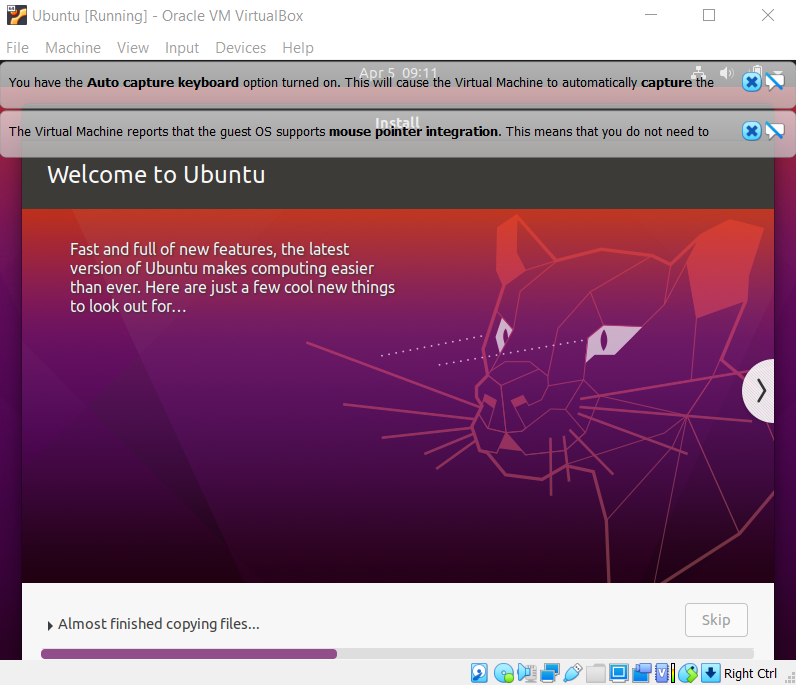 Ubuntu [Running] - Oracle VM VirtualBox
File Machine View Input Devices Help
Apr 5 09:11
You have the Auto capture keyboard option turned on. This will cause the Virtual Machine to automatically capture the
Install
The Virtual Machine reports that the guest OS supports mouse pointer integration. This means that you do not need to
Welcome to Ubuntu
Fast and full of new features, the latest
version of Ubuntu makes computing easier
than ever. Here are just a few cool new things
to look out for…
Almost finished copying files...
Skip
Right Ctrl